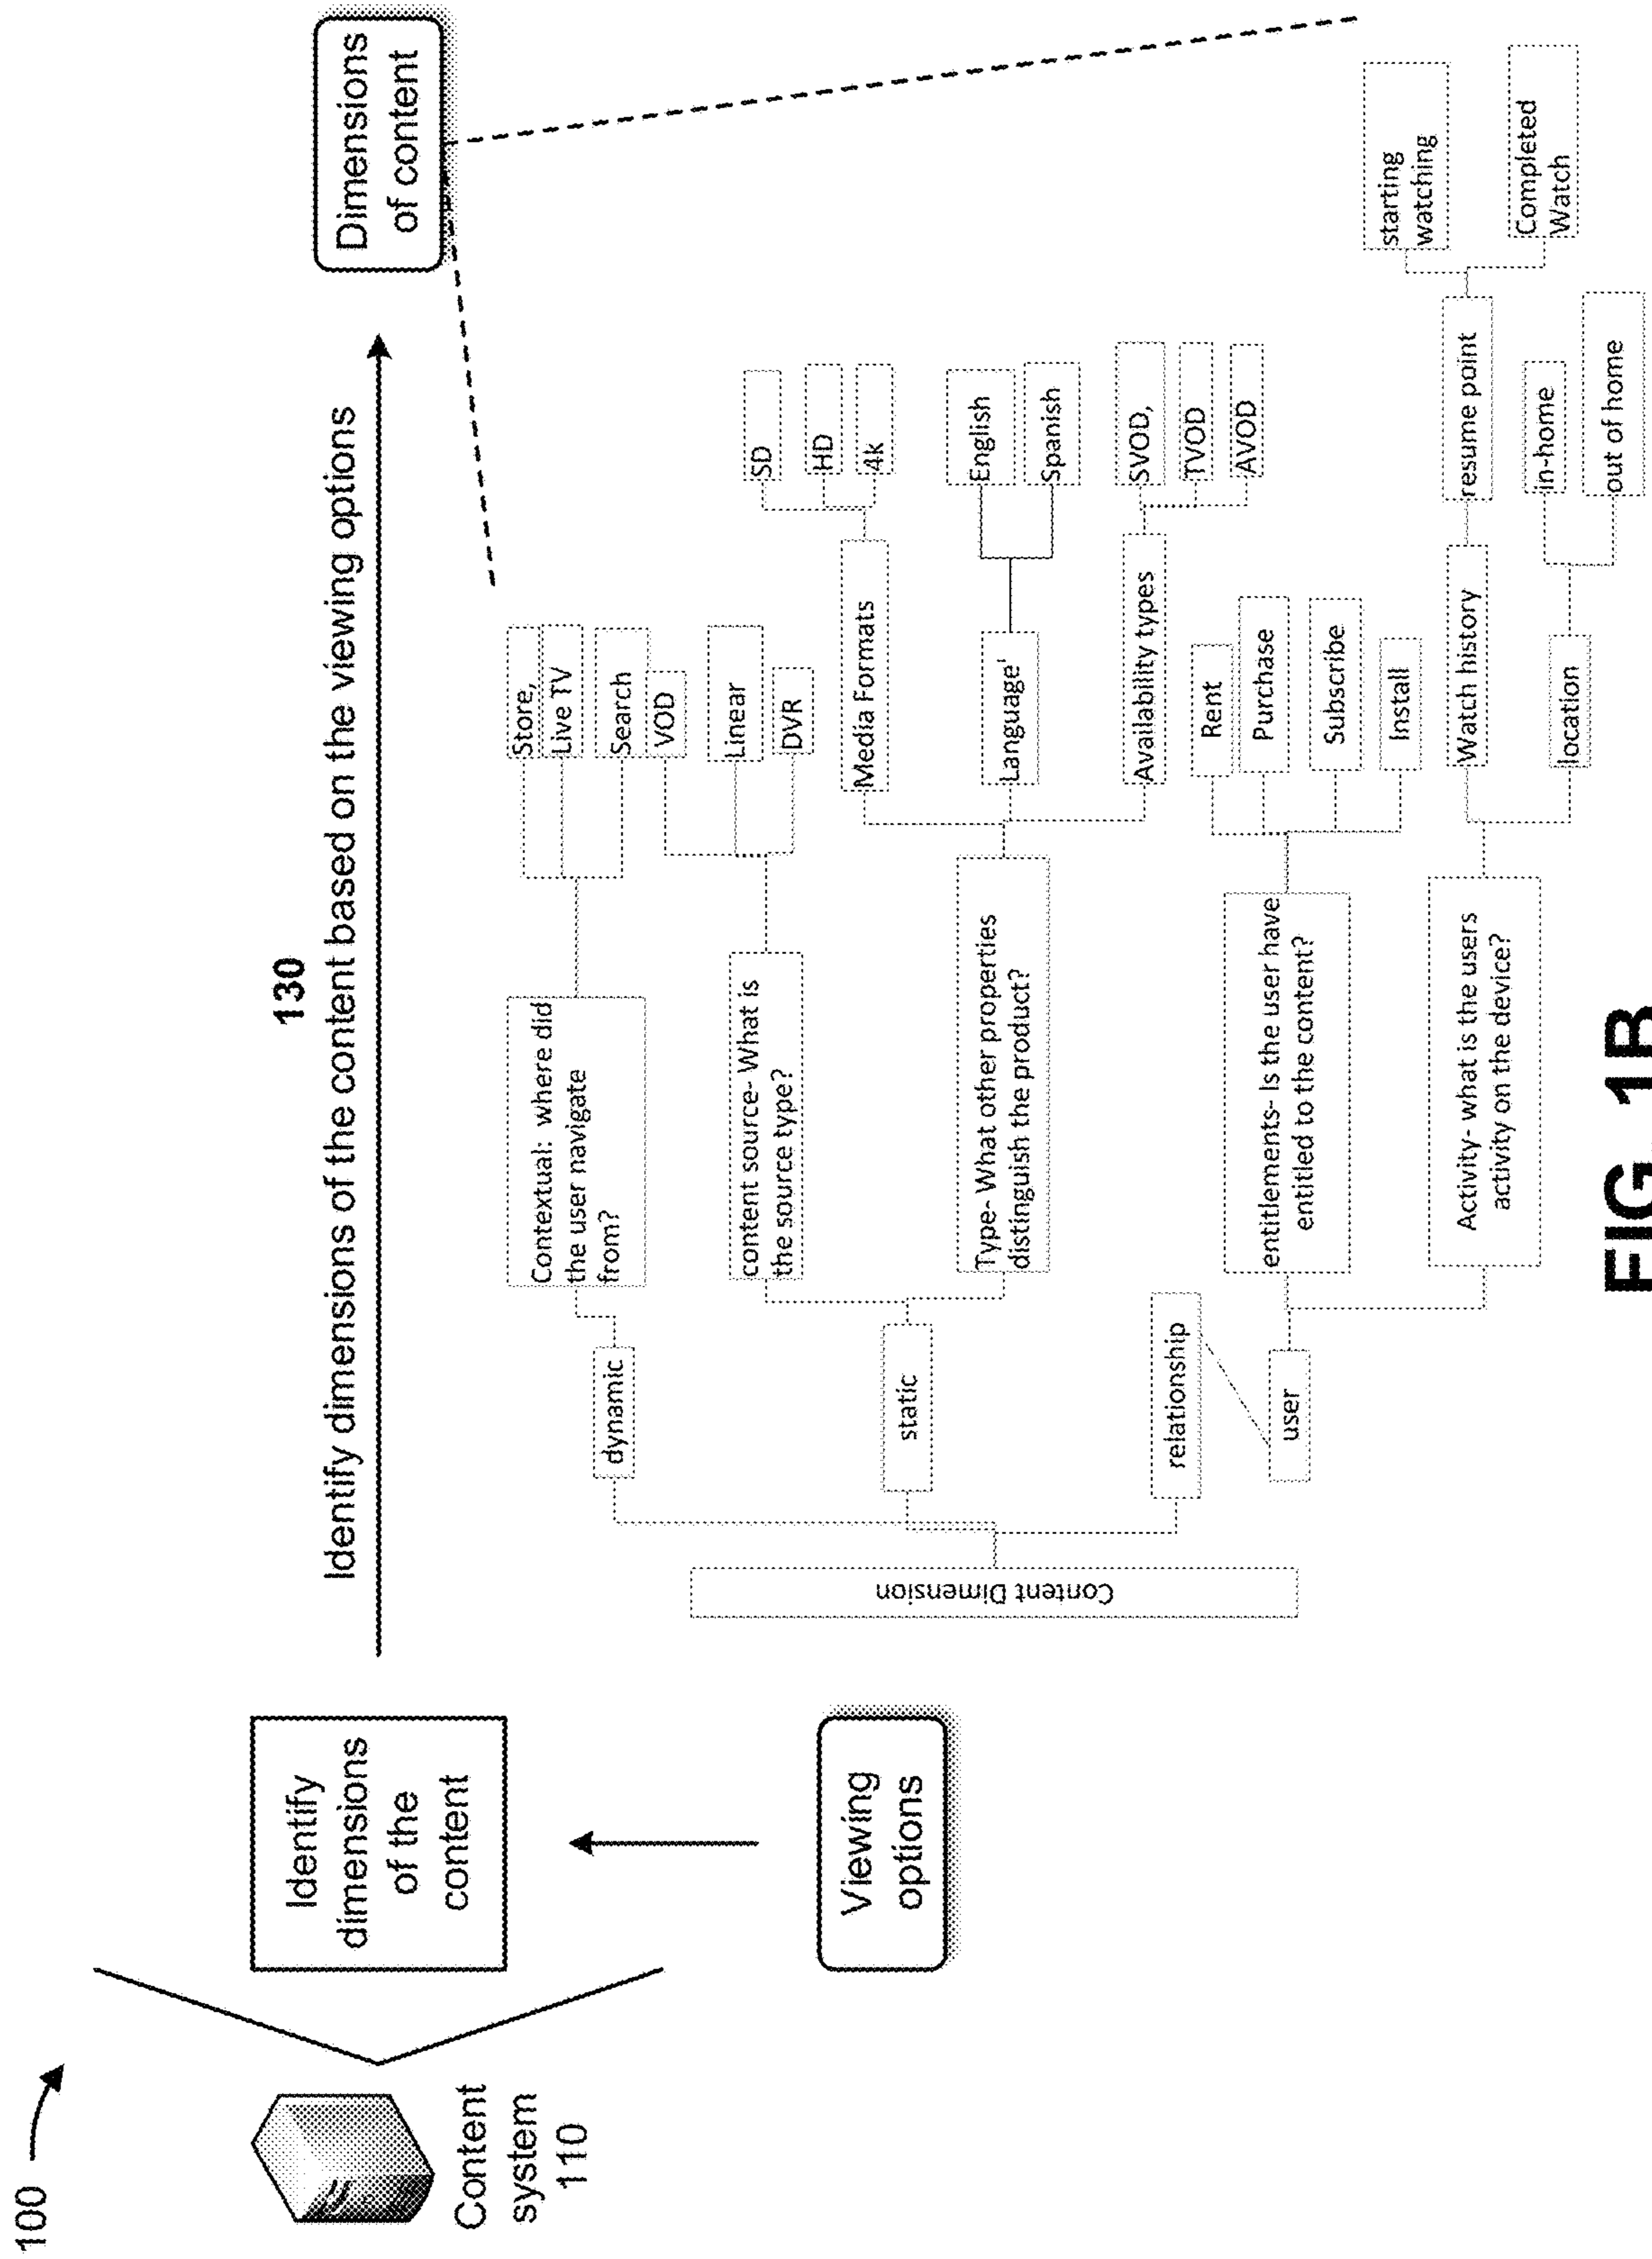 100
Content
system
110
Identify
dimensions
of the
content
Viewing
options
130
Identify dimensions of the content based on the viewing options
Dimensions
of content
Content Dimension
dynamic
static
relationship
user
Contextual: where did
the user navigate
from?
content source- What is
the source type?
Type- What other properties
distinguish the product?
entitlements- Is the user have
entitled to the content?
Activity- what is the users
activity on the device?
Store,
Live TV
Search
VOD
Linear
DVR
Media Formats
Language'
Availability types
Rent
Purchase
Subscribe
Install
Watch history
location
SD
HD
4k
English
Spanish
SVOD,
TVOD
AVOD
resume point
in-home
out of home
starting
watching
Completed
Watch
FIG. 1B